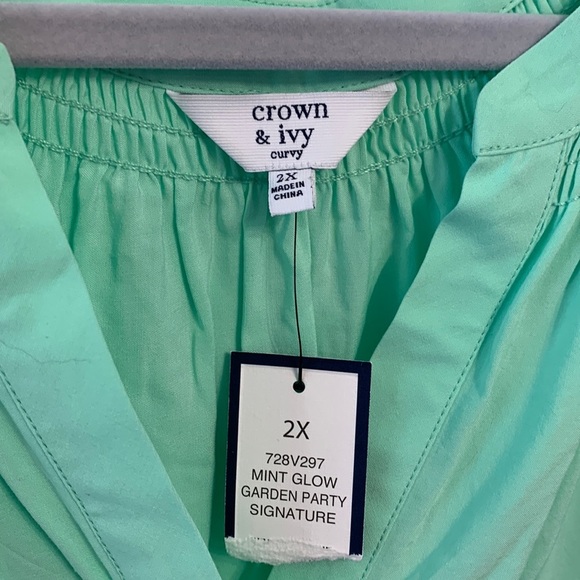 crown
& ivy
curvy
2X
MADE IN
CHINA
2X
728V297
MINT GLOW
GARDEN PARTY
SIGNATURE